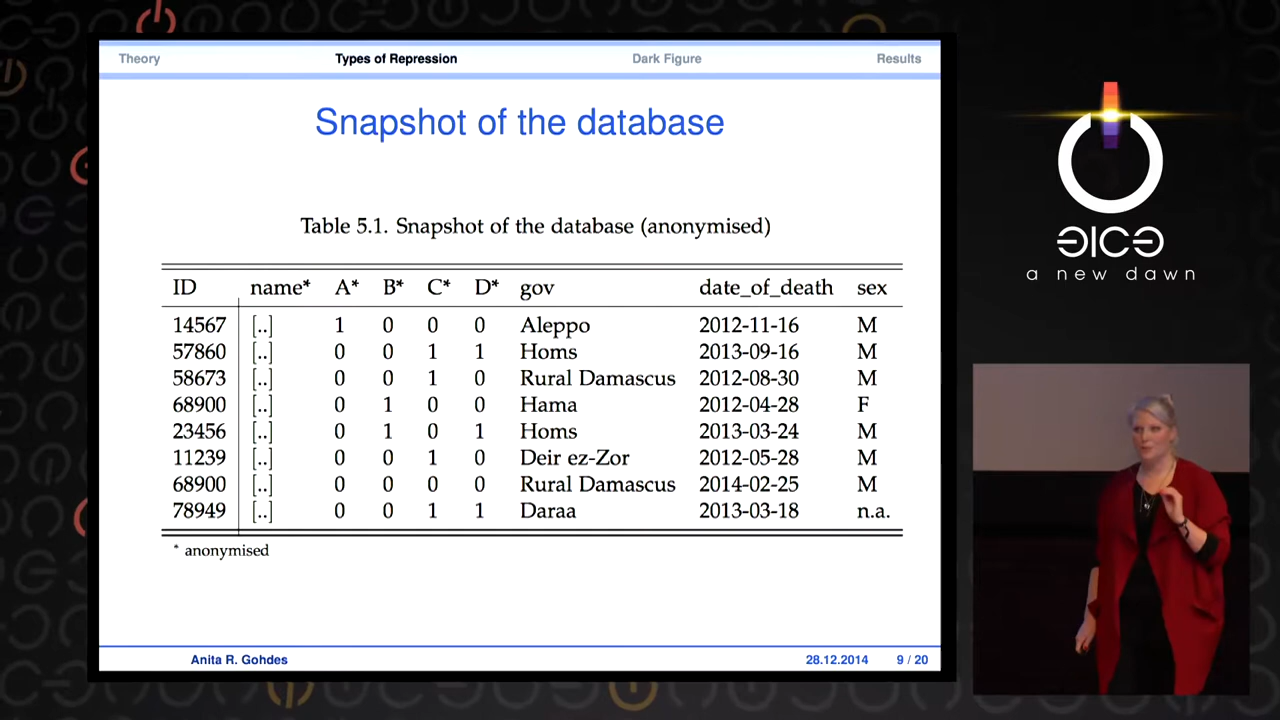 Theory Types of Repression Dark Figure Results
Snapshot of the database
Table 5.1. Snapshot of the database (anonymised)
ID name* A* B* C* D* gov date_of_death sex
14567 [..] 1 0 0 0 Aleppo 2012-11-16 M
57860 [..] 0 0 1 1 Homs 2013-09-16 M
58673 [..] 0 0 1 0 Rural Damascus 2012-08-30 M
68900 [..] 0 1 0 0 Hama 2012-04-28 F
23456 [..] 0 1 0 1 Homs 2013-03-24 M
11239 [..] 0 0 1 0 Deir ez-Zor 2012-05-28 M
68900 [..] 0 0 0 0 Rural Damascus 2014-02-25 M
78949 [..] 0 0 1 1 Daraa 2013-03-18 n.a.
* anonymised
Anita R. Gohdes 28.12.2014 9 / 20
a new dawn